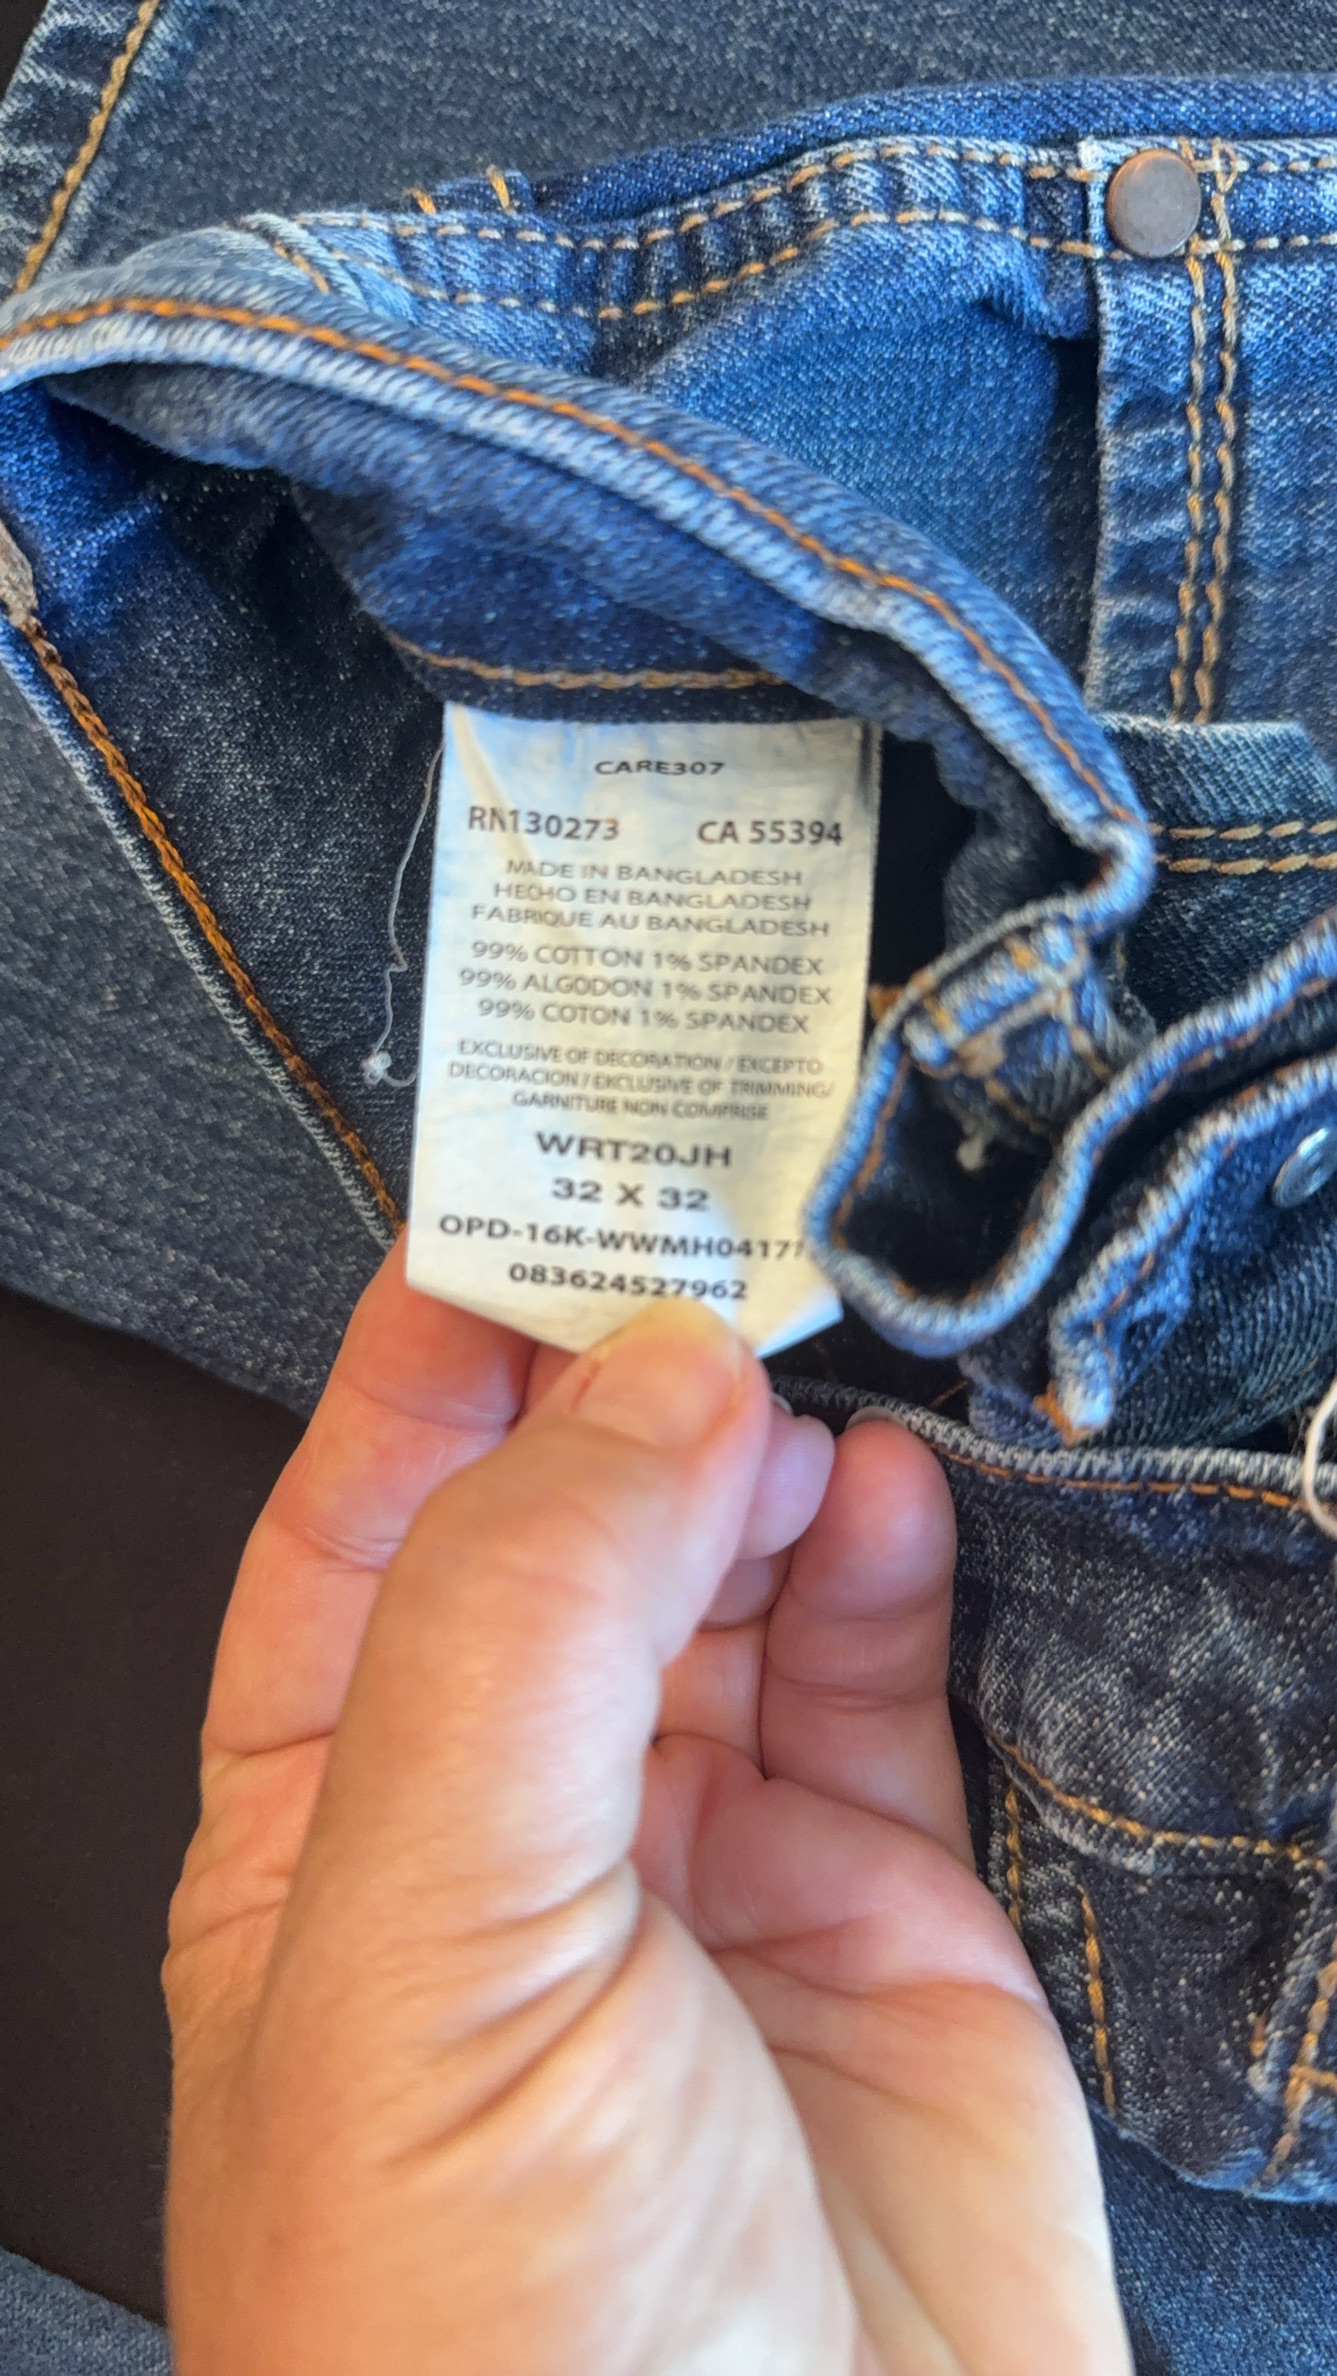 CARE307
RN130273 CA 55394
MADE IN BANGLADESH
HECHO EN BANGLADESH
FABRIQUE AU BANGLADESH
99% COTTON 1% SPANDEX
99% ALGODON 1% SPANDEX
99% COTON 1% SPANDEX
EXCLUSIVE OF DECORATION / EXCEPTO
DECORACION / EXCLUSIVE OF TRIMMING/
GARNITURE NON COMPRISE
WRT20JH
32 X 32
083624527962